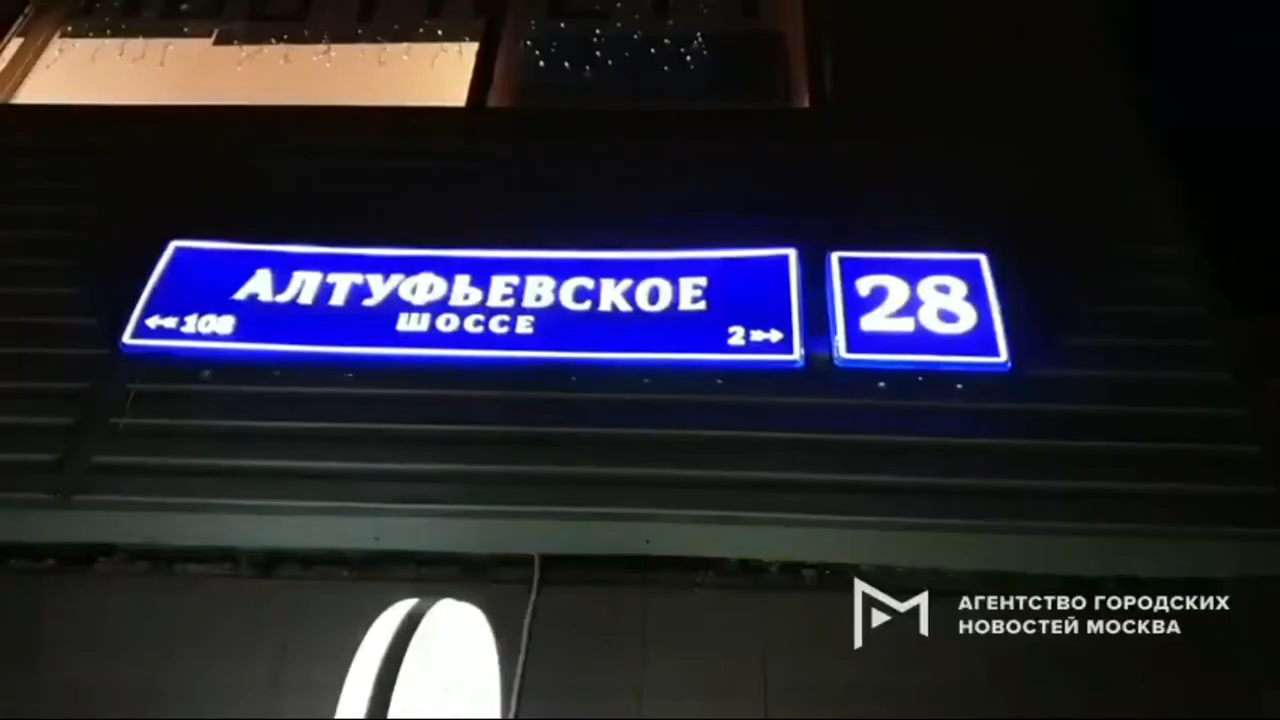 АЛТУФЬЕВСКОЕ
ШОССЕ
108
2
28
АГЕНТСТВО ГОРОДСКИХ
НОВОСТЕЙ МОСКВА